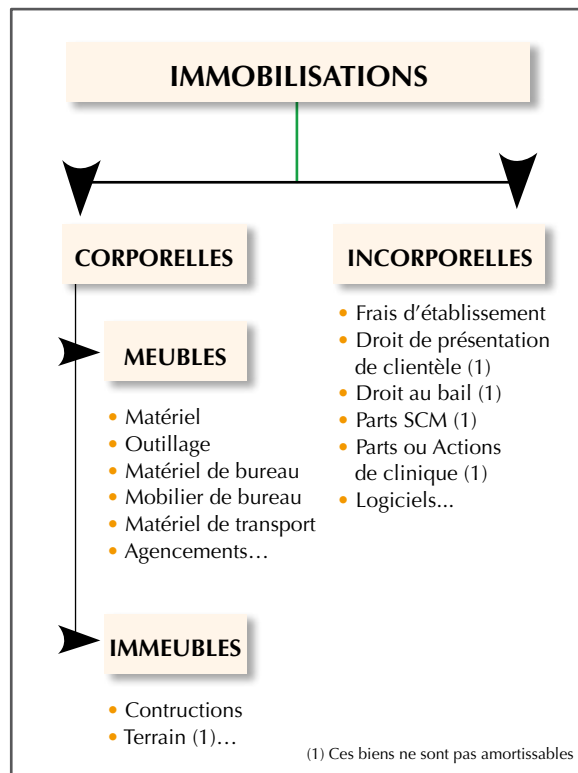 IMMOBILISATIONS
CORPORELLES
MEUBLES
• Matériel
• Outillage
• Matériel de bureau
• Mobilier de bureau
• Matériel de transport
• Agencements…
IMMEUBLES
• Contructions
• Terrain (1)…
INCORPORELLES
• Frais d’établissement
• Droit de présentation
de clientèle (1)
• Droit au bail (1)
• Parts SCM (1)
• Parts ou Actions
de clinique (1)
• Logiciels...
(1) Ces biens ne sont pas amortissables